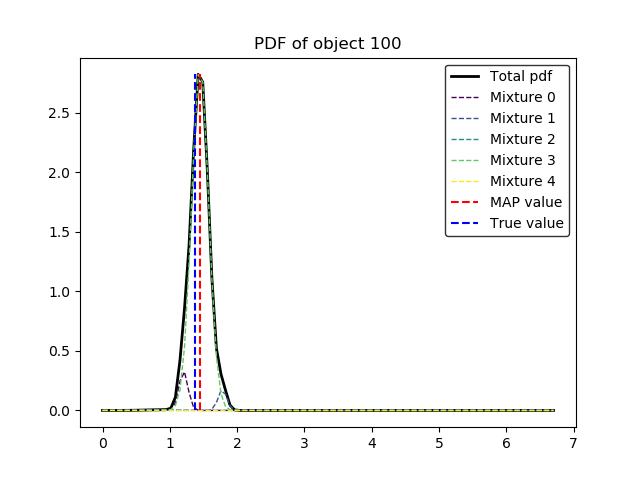 PDF of object 100
Total pdf
Mixture 0
Mixture 1
Mixture 2
Mixture 3
Mixture 4
MAP value
True value
2.5
2.0
1.5
1.0
0.5
0.0
0 1 2 3 4 5 6 7